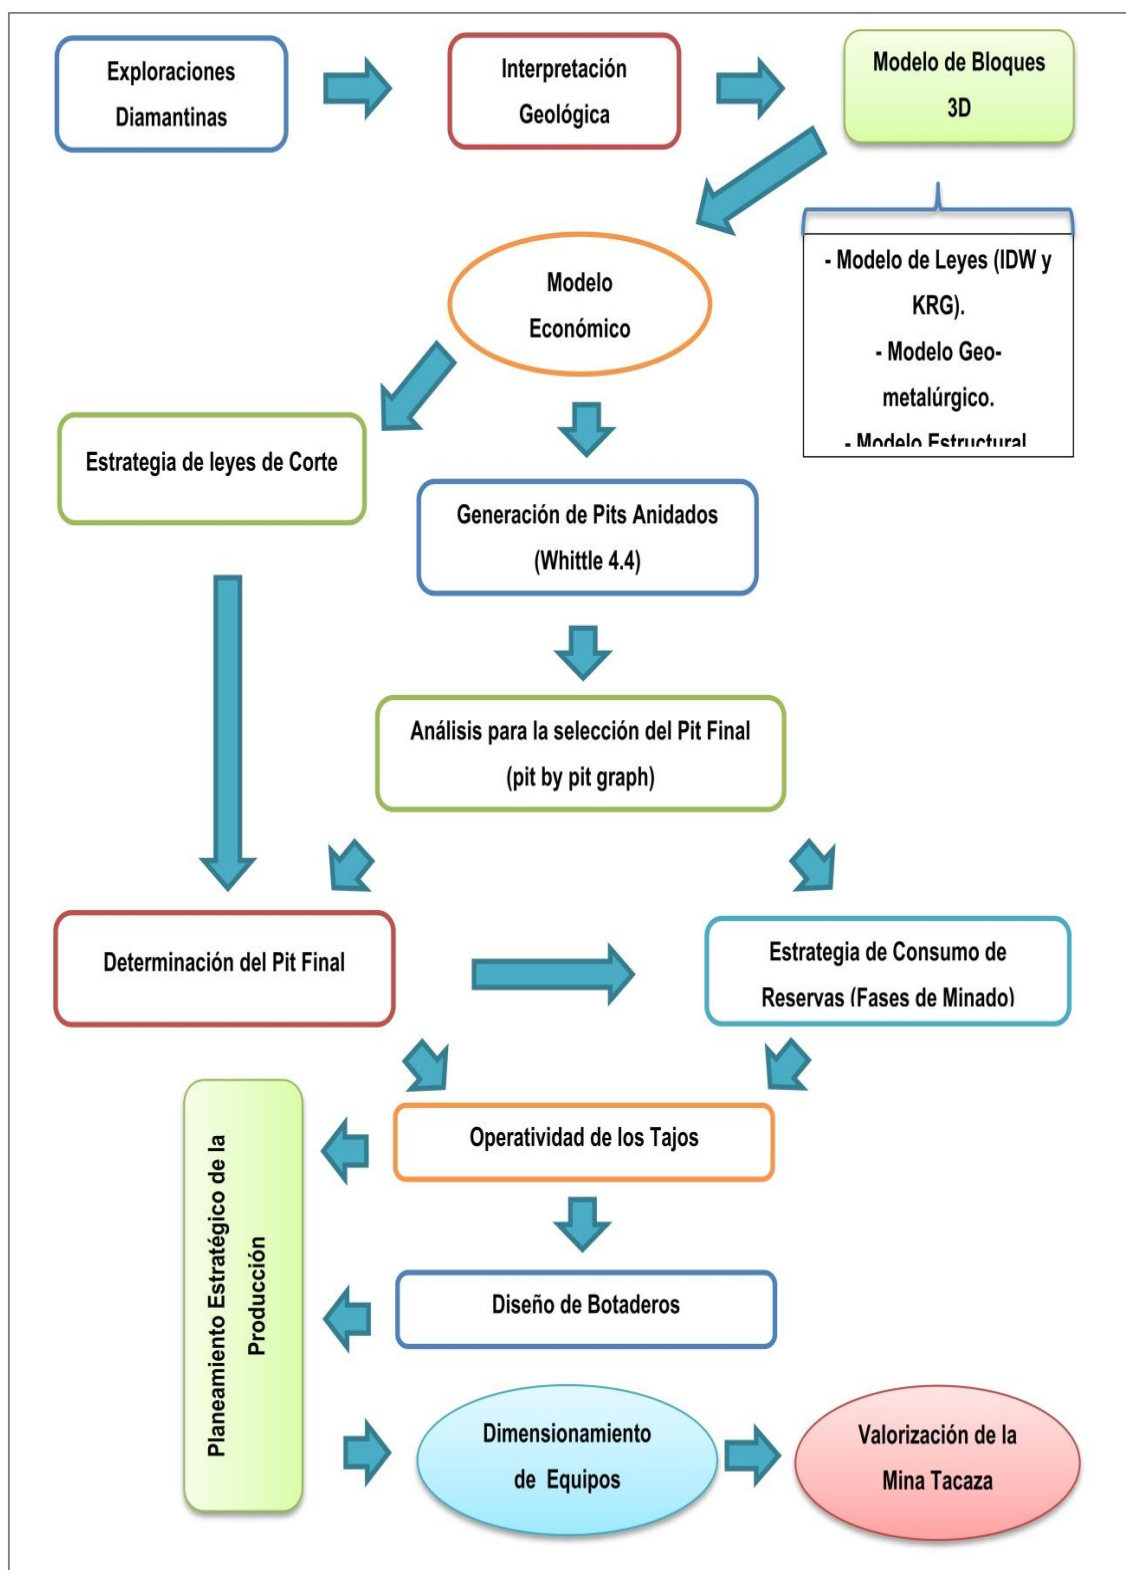 Exploraciones
Diamantinas
Interpretación
Geológica
Modelo de Bloques
3D
- Modelo de Leyes (IDW y
KRG).
- Modelo Geo-
metalúrgico.
- Modelo Estructural
Modelo
Económico
Estrategia de leyes de Corte
Generación de Pits Anidados
(Whittle 4.4)
Análisis para la selección del Pit Final
(pit by pit graph)
Determinación del Pit Final
Estrategia de Consumo de
Reservas (Fases de Minado)
Operatividad de los Tajos
Planeamiento Estratégico de la
Producción
Diseño de Botaderos
Dimensionamiento
de Equipos
Valorización de la
Mina Tacaza